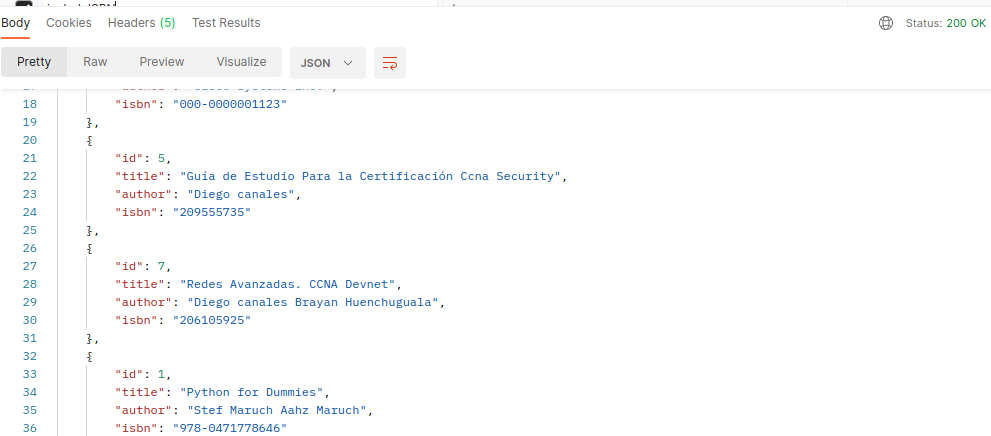 Body Cookies Headers (5) Test Results Status: 200 OK
Pretty Raw Preview Visualize JSON
18 "isbn": "000-0000001123"
19 },
20 {
21 "id": 5,
22 "title": "Guía de Estudio Para la Certificación Ccna Security",
23 "author": "Diego canales",
24 "isbn": "209555735"
25 },
26 {
27 "id": 7,
28 "title": "Redes Avanzadas. CCNA Devnet",
29 "author": "Diego canales Brayan Huenchuguala",
30 "isbn": "206105925"
31 },
32 {
33 "id": 1,
34 "title": "Python for Dummies",
35 "author": "Stef Maruch Aahz Maruch",
36 "isbn": "978-0471778646"